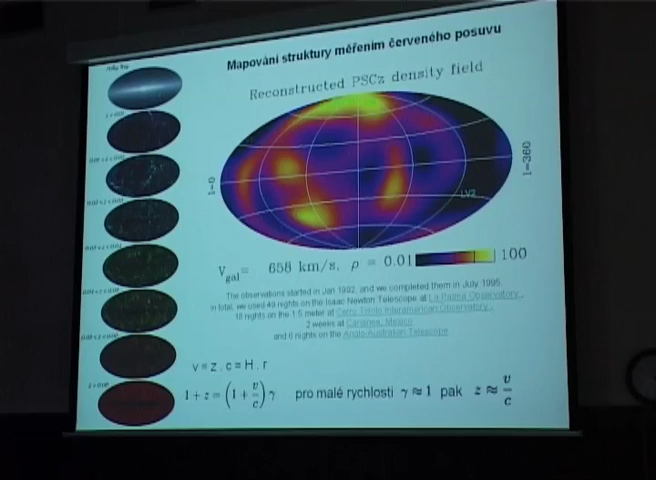 Mapování struktury měřením červeného posuvu
Reconstructed PSCz density field
l=0
l=360
LV2
V gal = 658 km/s, ρ = 0.01 100
The observations started in Jan 1992, and we completed them in July 1995.
in total, we used 49 nights on the Isaac Newton Telescope at La Palma Observatory,
18 nights on the 1.5 meter at Cerro Tololo Interamerican Observatory,
2 weeks at Cananea, Mexico
and 6 nights on the Anglo-Australian Telescope
v = z . c = H . r
1 + z = (1 + v/c) γ pro malé rychlosti γ ≈ 1 pak z ≈ v/c